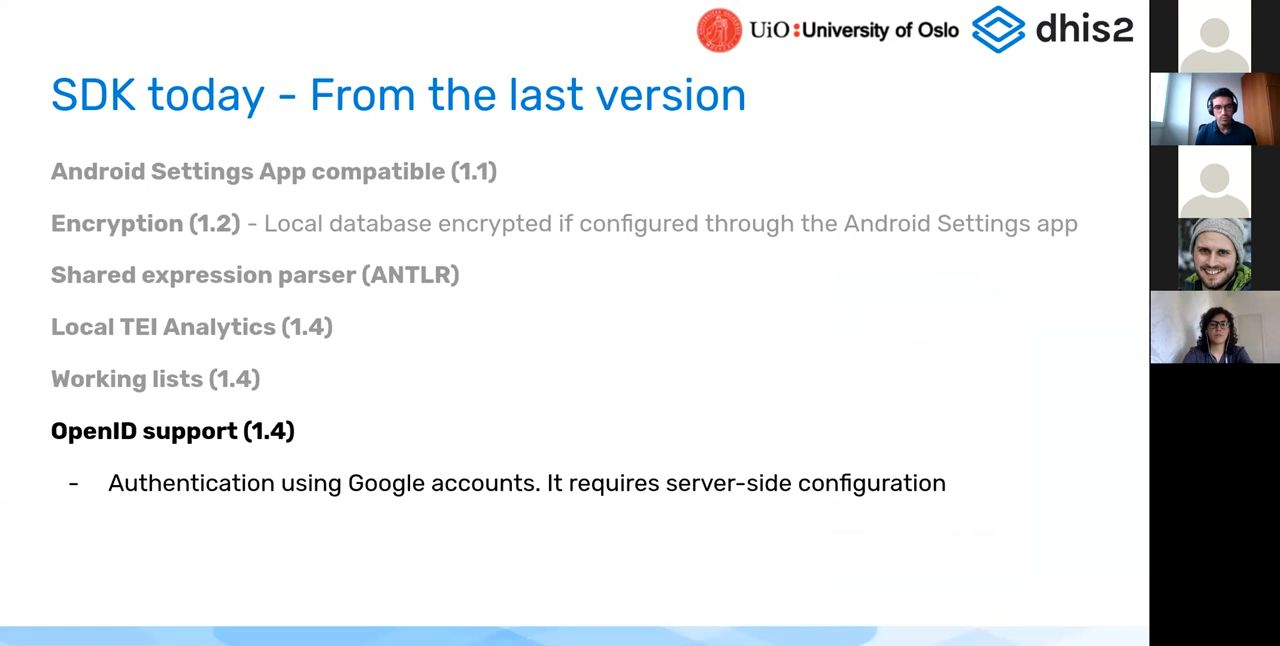 UiO:University of Oslo dhis2
SDK today - From the last version
Android Settings App compatible (1.1)
Encryption (1.2) - Local database encrypted if configured through the Android Settings app
Shared expression parser (ANTLR)
Local TEI Analytics (1.4)
Working lists (1.4)
OpenID support (1.4)
- Authentication using Google accounts. It requires server-side configuration